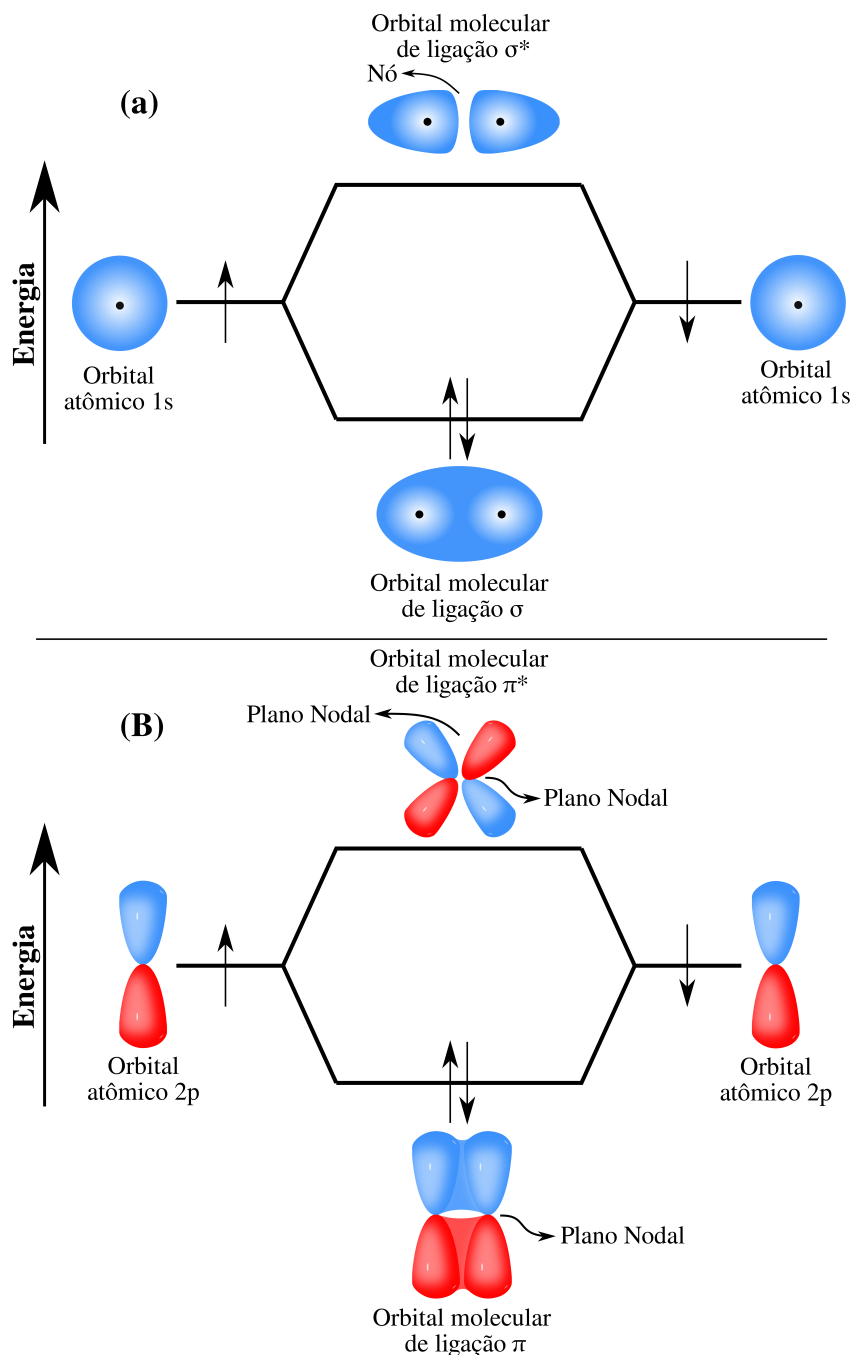 Orbital molecular
de ligação σ*
Nó
(a)
Energia
Orbital
atômico 1s
Orbital
atômico 1s
Orbital molecular
de ligação σ
Orbital molecular
de ligação π*
(B)
Plano Nodal
Plano Nodal
Energia
Orbital
atômico 2p
Orbital
atômico 2p
Plano Nodal
Orbital molecular
de ligação π